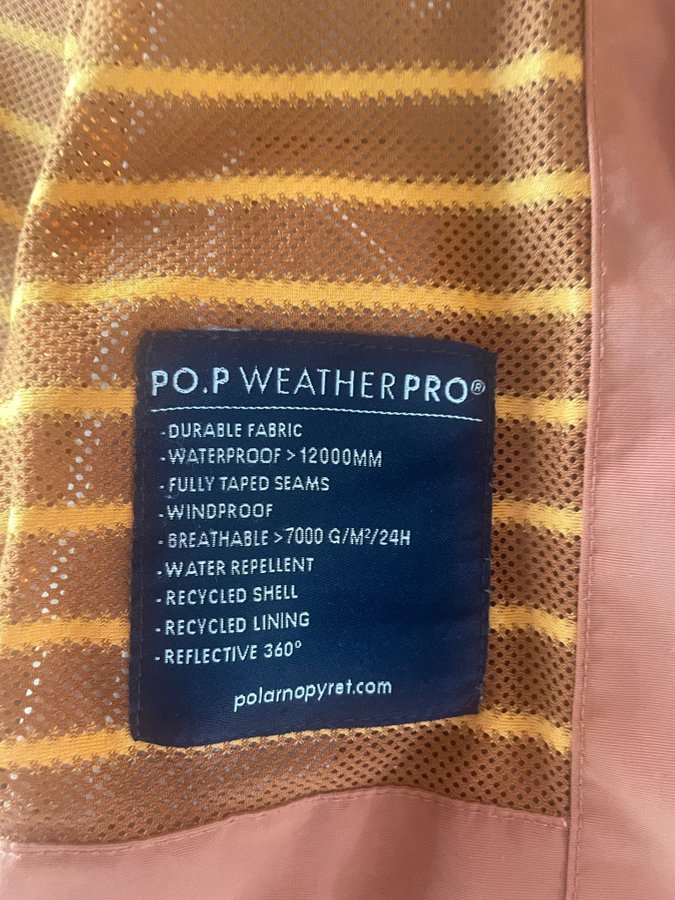 PO.P WEATHERPRO®
-DURABLE FABRIC
-WATERPROOF >12000MM
-FULLY TAPED SEAMS
-WINDPROOF
-BREATHABLE >7000 G/M²/24H
-WATER REPELLENT
-RECYCLED SHELL
-RECYCLED LINING
-REFLECTIVE 360°
polarnopyret.com